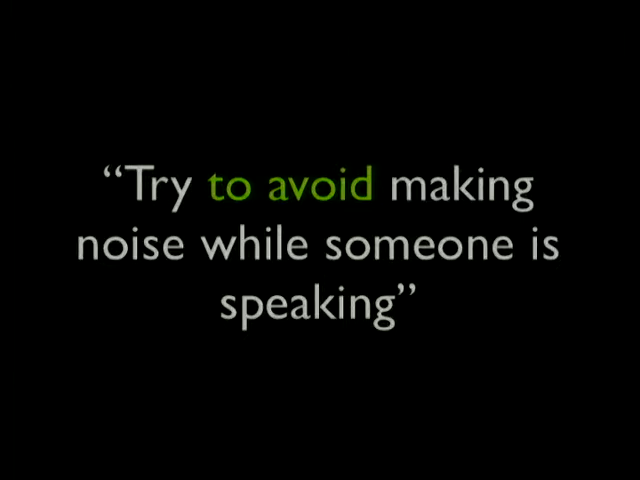 “Try to avoid making
noise while someone is
speaking”